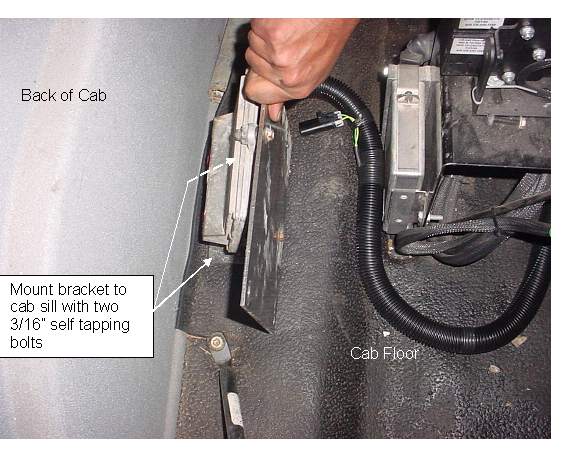 Back of Cab
Mount bracket to
cab sill with two
3/16" self tapping
bolts
Cab Floor